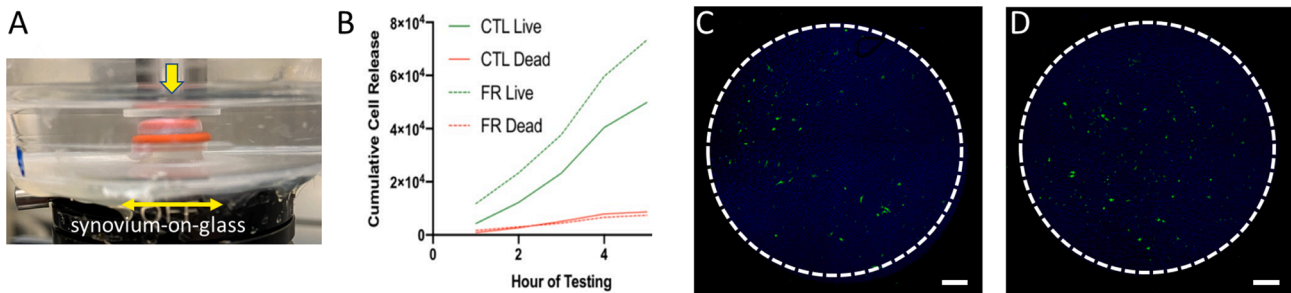 A
OFF
synovium-on-glass
B
Cumulative Cell Release
8×10⁴
6×10⁴
4×10⁴
2×10⁴
0
0
2
4
Hour of Testing
CTL Live
CTL Dead
FR Live
FR Dead
C
D